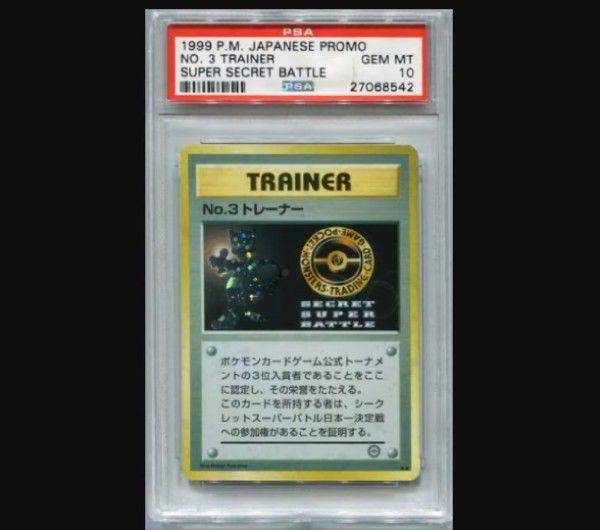 PSA
1999 P.M. JAPANESE PROMO
NO. 3 TRAINER GEM MT
SUPER SECRET BATTLE 10
PSA 27068542
TRAINER
No.3トレーナー
POCKET MONSTERS TRADING CARD GAME
SECRET
SUPER
BATTLE
ポケモンカードゲーム公式トーナメ
ントの3位入賞者であることをここ
に認定し、その栄誉をたたえる。
このカードを所持する者は、シーク
レットスーパーバトル日本一決定戦
への参加権があることを証明する。